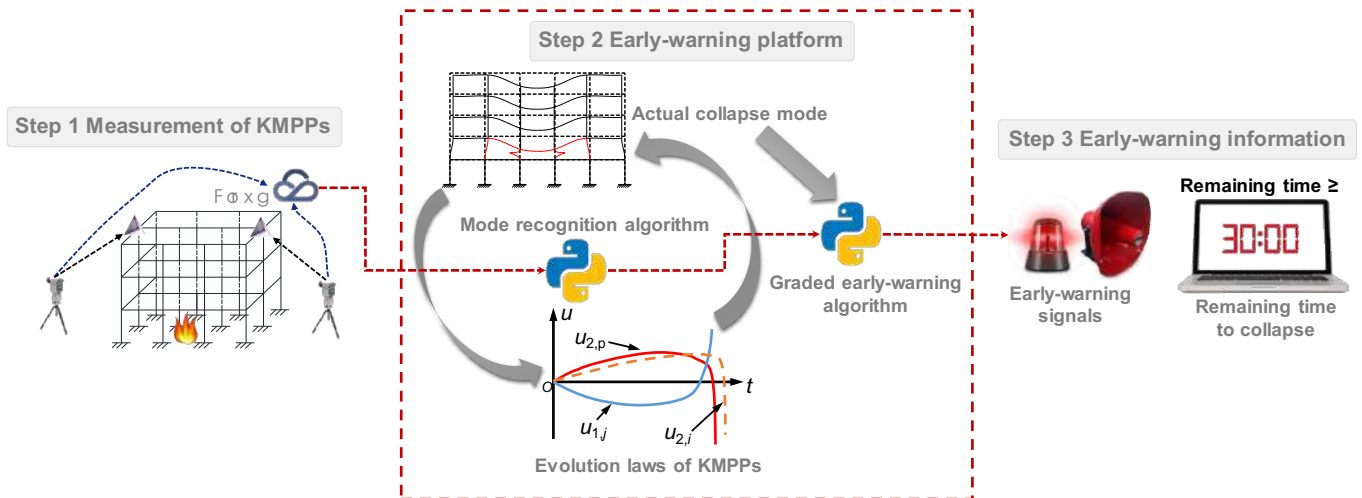 Step 2 Early-warning platform
Step 1 Measurement of KMPPs
Actual collapse mode
Step 3 Early-warning information
Mode recognition algorithm
Remaining time ≥
30:00
Graded early-warning
algorithm
Early-warning
signals
Remaining time
to collapse
u
u2,p
O
t
u1,j
u2,i
Evolution laws of KMPPs